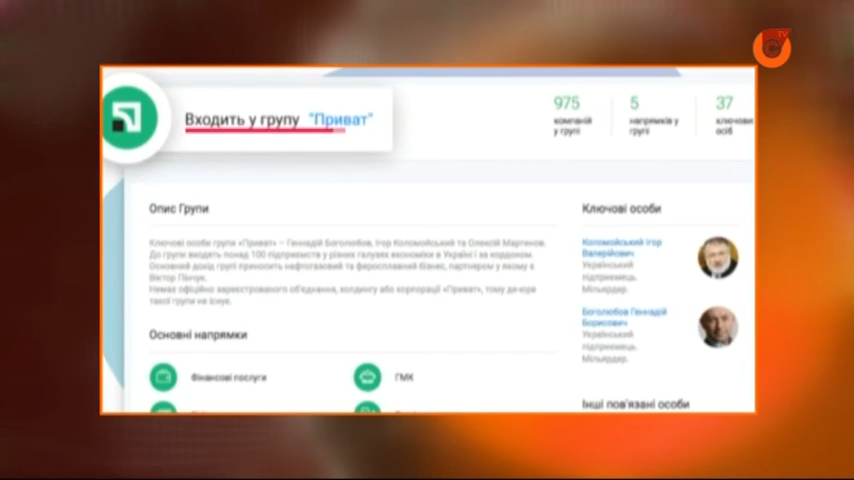 TV
Входить у групу "Приват"
975
компаній
у групі
5
напрямків у
групі
37
ключови
осіб
Опис Групи
Ключові особи групи «Приват» – Геннадій Боголюбов, Ігор Коломойський та Олексій Мартинов.
До групи входять понад 100 підприємств у різних галузях економіки в Україні і за кордоном.
Основний дохід групі приносить нафтогазовий та феросплавний бізнес, партнером у якому є
Віктор Пінчук.
Немає офіційно зареєстрованого об'єднання, холдингу або корпорації «Приват», тому де-юре
такої групи не існує.
Основні напрямки
Фінансові послуги
ГМК
Ключові особи
Коломойський Ігор
Валерійович
Український
підприємець.
Мільярдер.
Боголюбов Геннадій
Борисович
Український
підприємець.
Мільярдер.
Інші пов'язані особи